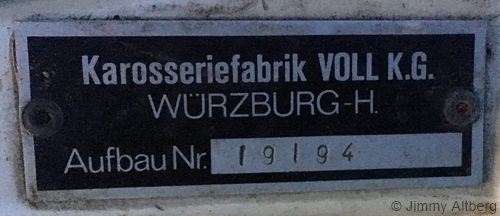 Karosseriefabrik VOLL K.G.
WÜRZBURG-H.
Aufbau Nr. 19194
© Jimmy Altberg